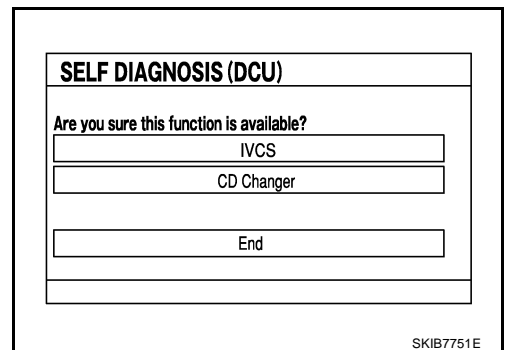 SELF DIAGNOSIS (DCU)
Are you sure this function is available?
IVCS
CD Changer
End
SKIB7751E